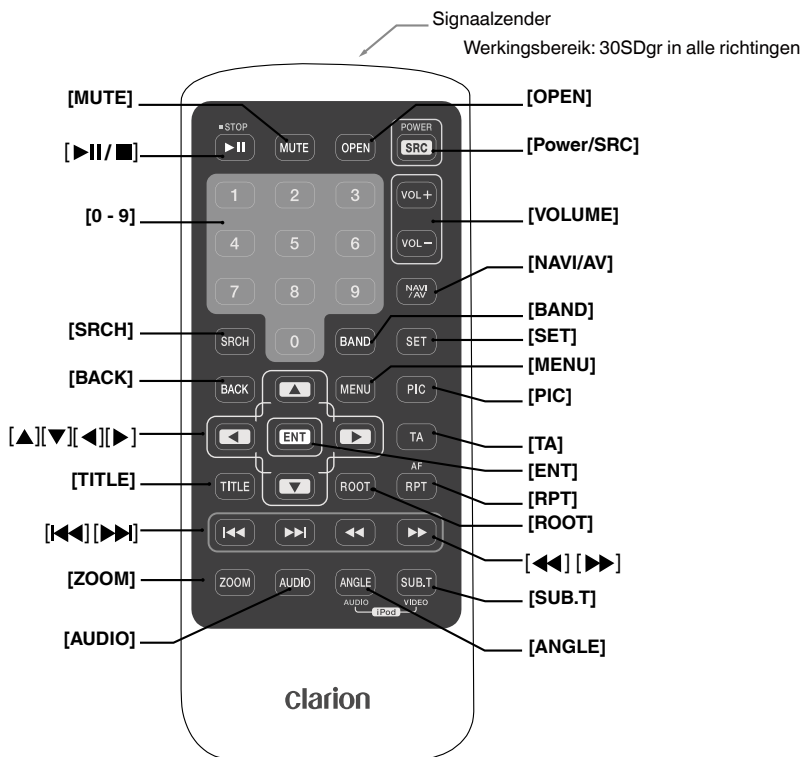 Signaalzender
Werkingsbereik: 30SDgr in alle richtingen
[MUTE]
[OPEN]
[▶II/■]
[Power/SRC]
[0 - 9]
[VOLUME]
[NAVI/AV]
[SRCH]
[BAND]
[SET]
[BACK]
[MENU]
[PIC]
[▲][▼][◀][▶]
[TA]
[ENT]
[TITLE]
[RPT]
[ROOT]
[I◀◀] [▶▶I]
[◀◀] [▶▶]
[ZOOM]
[SUB.T]
[AUDIO]
[ANGLE]
■STOP
POWER
▶II
MUTE
OPEN
SRC
1 2 3
VOL+
4 5 6
VOL–
7 8 9
NAVI
/AV
SRCH
0
BAND
SET
BACK
▲
MENU
PIC
◀
ENT
▶
TA
AF
TITLE
▼
ROOT
RPT
I◀◀
▶▶I
◀◀
▶▶
ZOOM
AUDIO
ANGLE
SUB.T
AUDIO
VIDEO
iPod
clarion